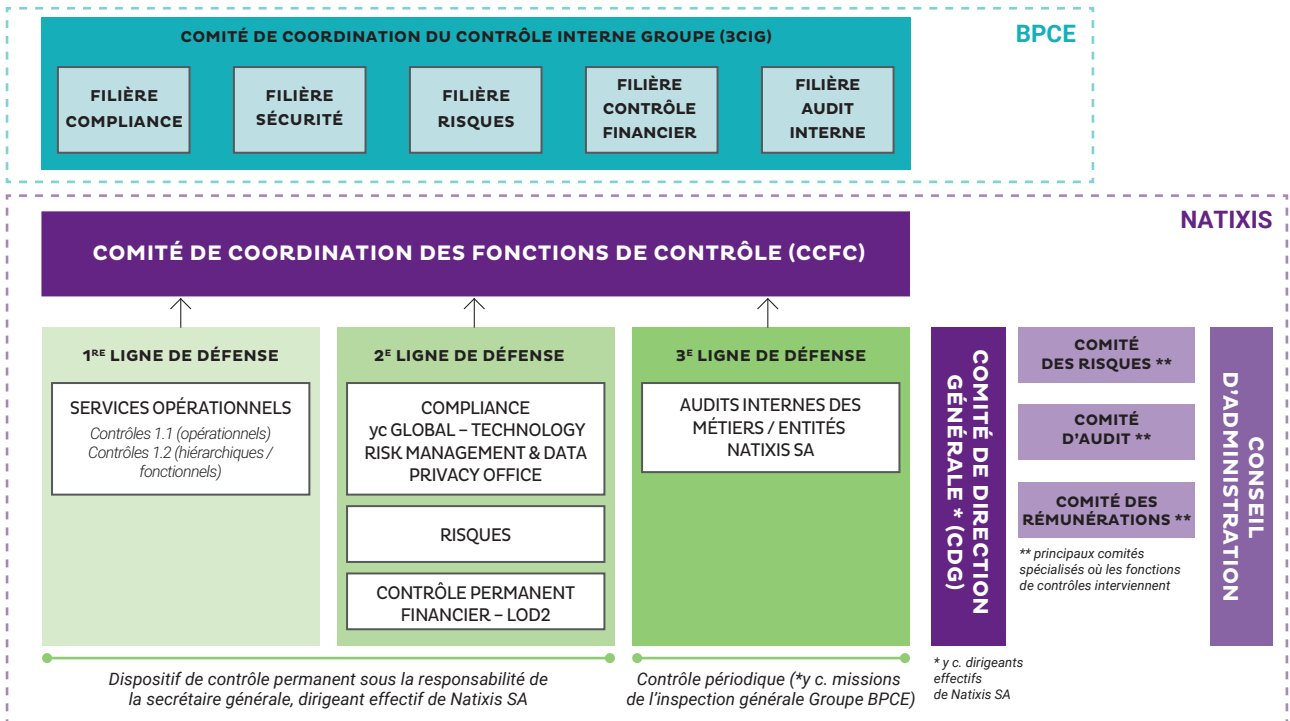 BPCE
COMITÉ DE COORDINATION DU CONTRÔLE INTERNE GROUPE (3CIG)
FILIÈRE
COMPLIANCE
FILIÈRE
SÉCURITÉ
FILIÈRE
RISQUES
FILIÈRE
CONTRÔLE
FINANCIER
FILIÈRE
AUDIT
INTERNE
NATIXIS
COMITÉ DE COORDINATION DES FONCTIONS DE CONTRÔLE (CCFC)
1RE LIGNE DE DÉFENSE
SERVICES OPÉRATIONNELS
Contrôles 1.1 (opérationnels)
Contrôles 1.2 (hiérarchiques /
fonctionnels)
2E LIGNE DE DÉFENSE
COMPLIANCE
yc GLOBAL – TECHNOLOGY
RISK MANAGEMENT & DATA
PRIVACY OFFICE
RISQUES
CONTRÔLE PERMANENT
FINANCIER – LOD2
3E LIGNE DE DÉFENSE
AUDITS INTERNES DES
MÉTIERS / ENTITÉS
NATIXIS SA
COMITÉ DE DIRECTION
GÉNÉRALE * (CDG)
COMITÉ
DES RISQUES **
COMITÉ
D'AUDIT **
COMITÉ DES
RÉMUNÉRATIONS **
** principaux comités
spécialisés où les fonctions
de contrôles interviennent
CONSEIL
D'ADMINISTRATION
Dispositif de contrôle permanent sous la responsabilité de
la secrétaire générale, dirigeant effectif de Natixis SA
Contrôle périodique (*y c. missions
de l'inspection générale Groupe BPCE)
* y c. dirigeants
effectifs
de Natixis SA